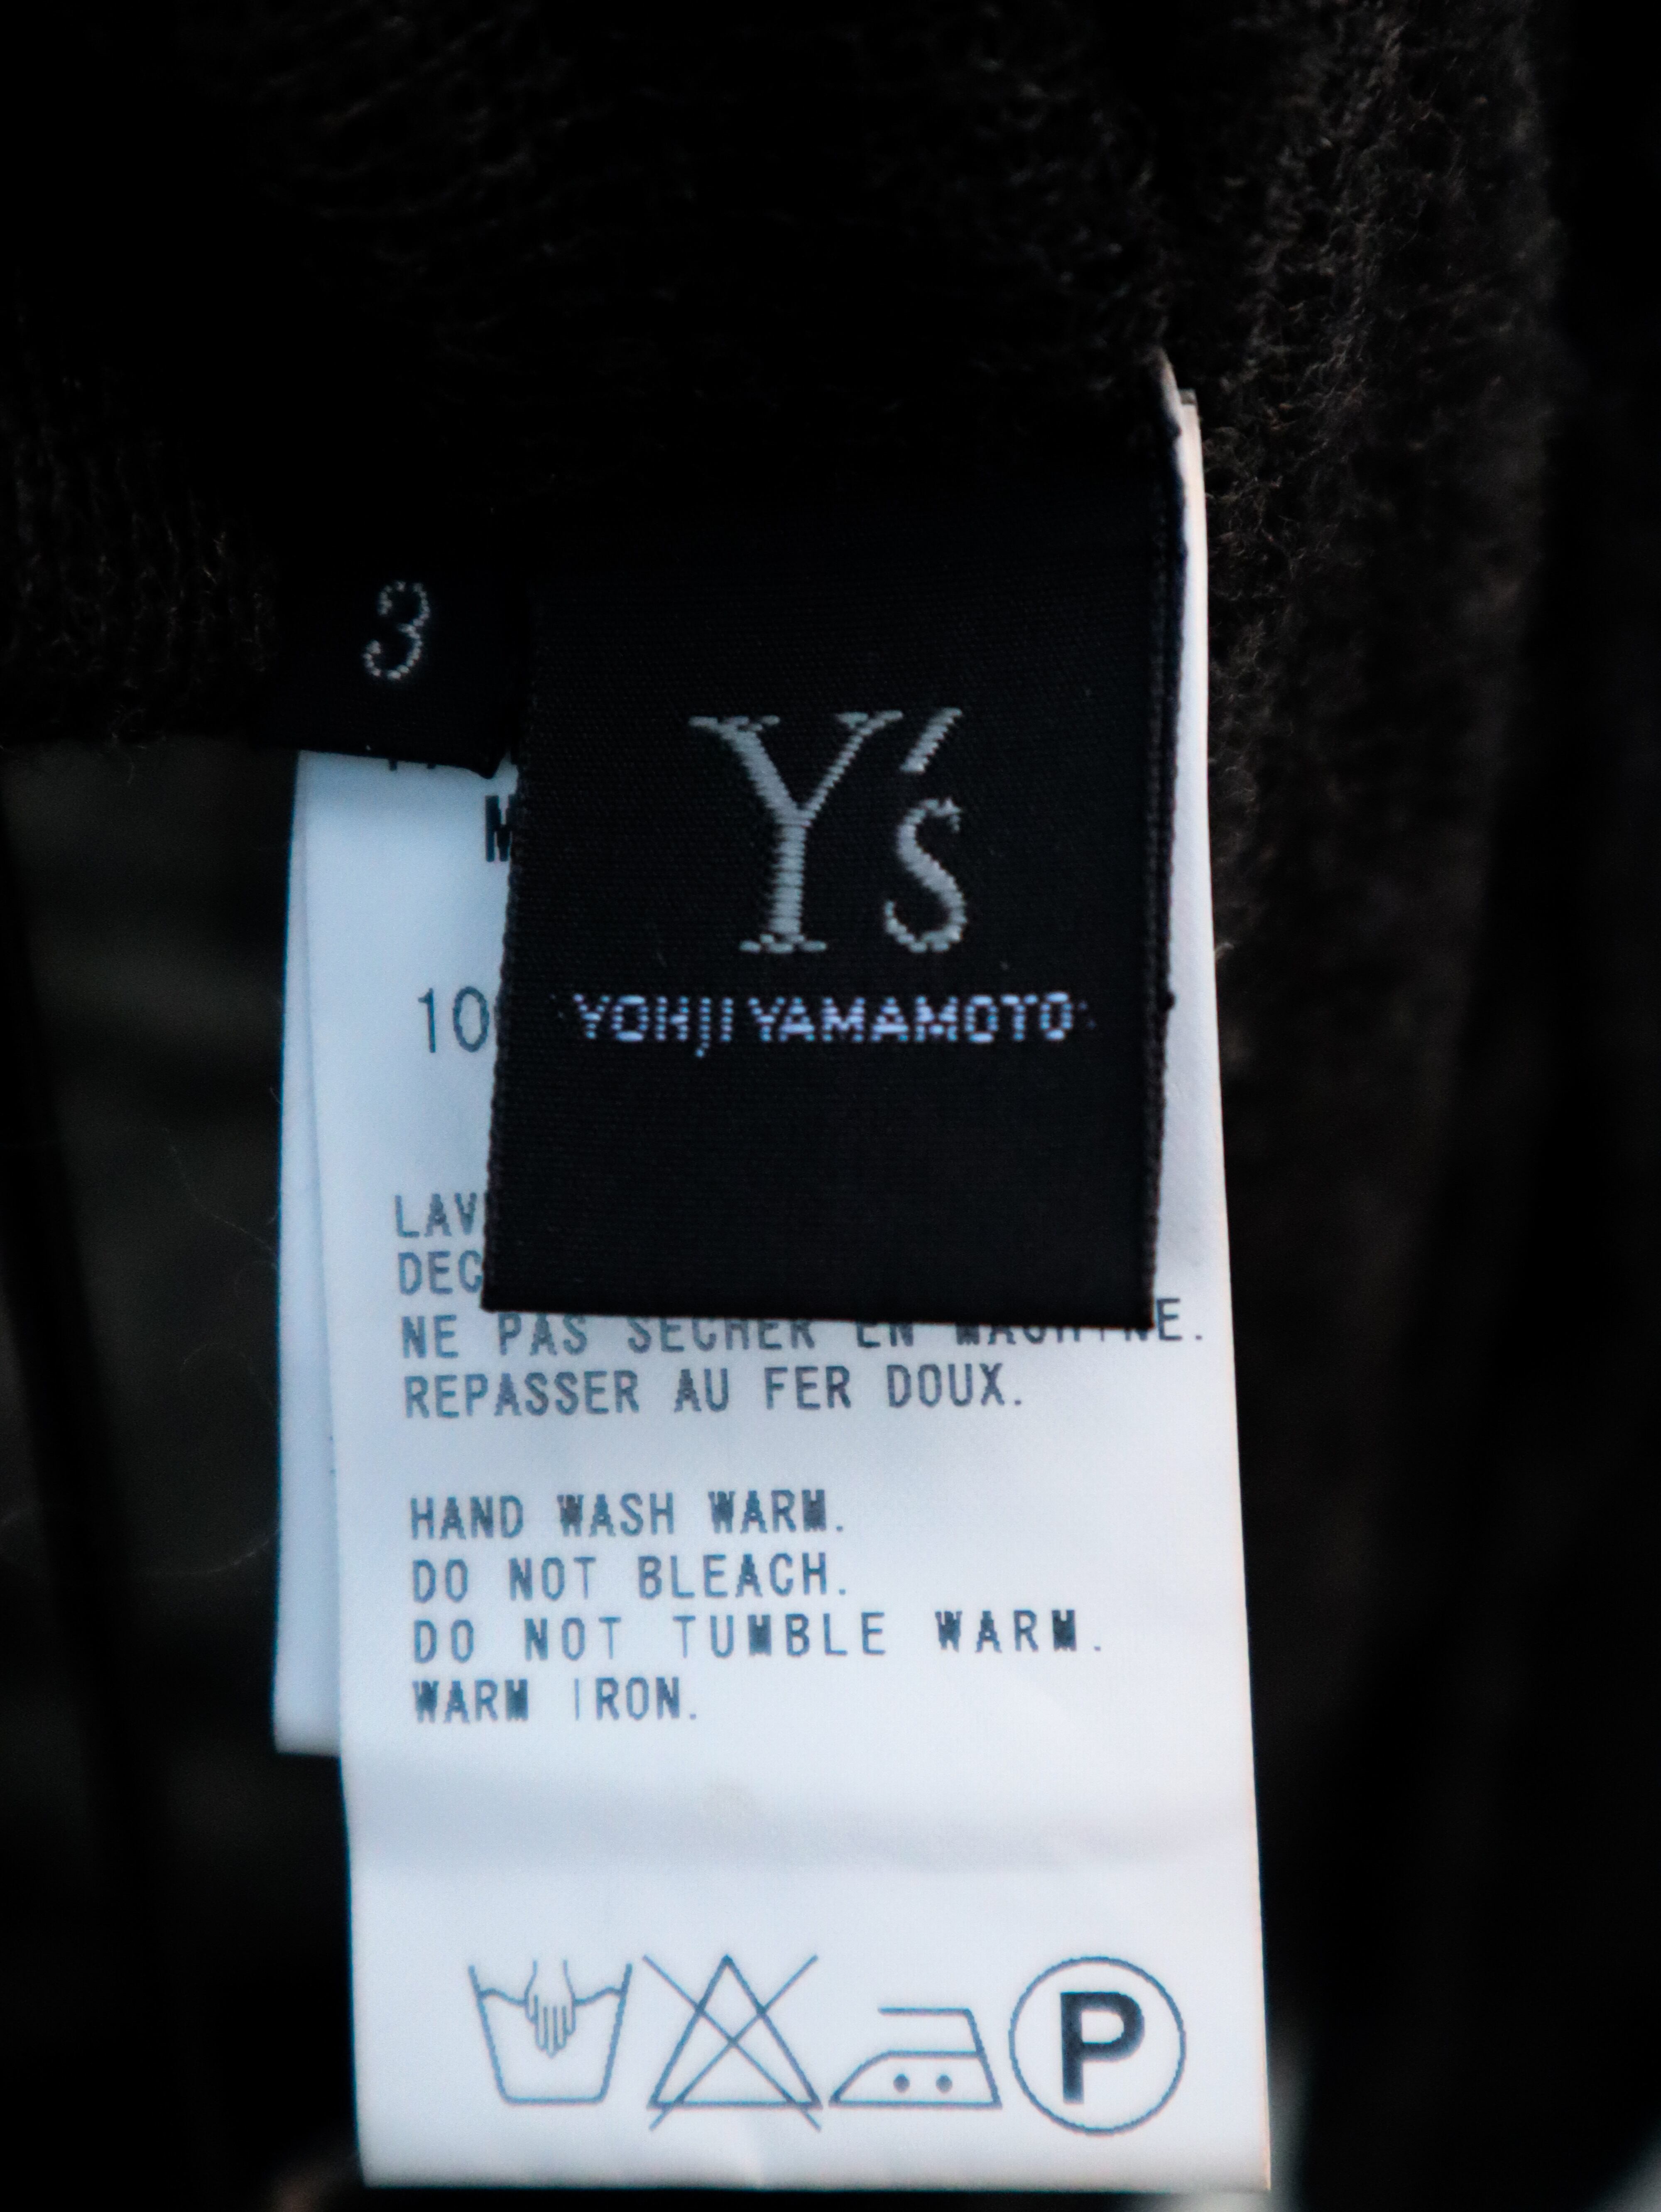 3
Y's
YOHJI YAMAMOTO
NE PAS SECHER EN MACHINE.
REPASSER AU FER DOUX.
HAND WASH WARM.
DO NOT BLEACH.
DO NOT TUMBLE WARM.
WARM IRON.
P